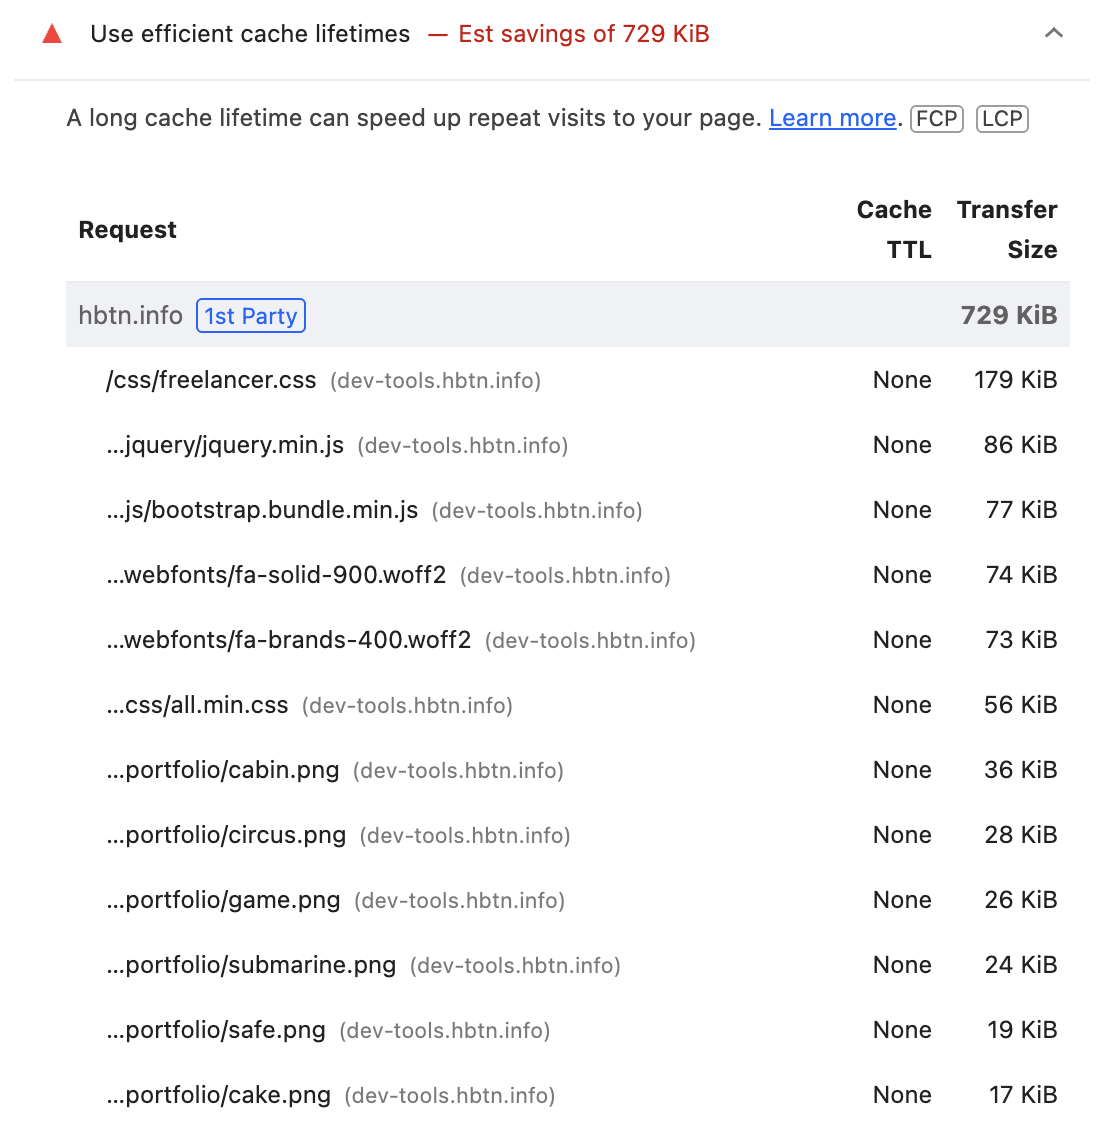 Use efficient cache lifetimes — Est savings of 729 KiB
A long cache lifetime can speed up repeat visits to your page. Learn more. FCP LCP
Request Cache TTL Transfer Size
hbtn.info 1st Party 729 KiB
/css/freelancer.css (dev-tools.hbtn.info) None 179 KiB
...jquery/jquery.min.js (dev-tools.hbtn.info) None 86 KiB
...js/bootstrap.bundle.min.js (dev-tools.hbtn.info) None 77 KiB
...webfonts/fa-solid-900.woff2 (dev-tools.hbtn.info) None 74 KiB
...webfonts/fa-brands-400.woff2 (dev-tools.hbtn.info) None 73 KiB
...css/all.min.css (dev-tools.hbtn.info) None 56 KiB
...portfolio/cabin.png (dev-tools.hbtn.info) None 36 KiB
...portfolio/circus.png (dev-tools.hbtn.info) None 28 KiB
...portfolio/game.png (dev-tools.hbtn.info) None 26 KiB
...portfolio/submarine.png (dev-tools.hbtn.info) None 24 KiB
...portfolio/safe.png (dev-tools.hbtn.info) None 19 KiB
...portfolio/cake.png (dev-tools.hbtn.info) None 17 KiB